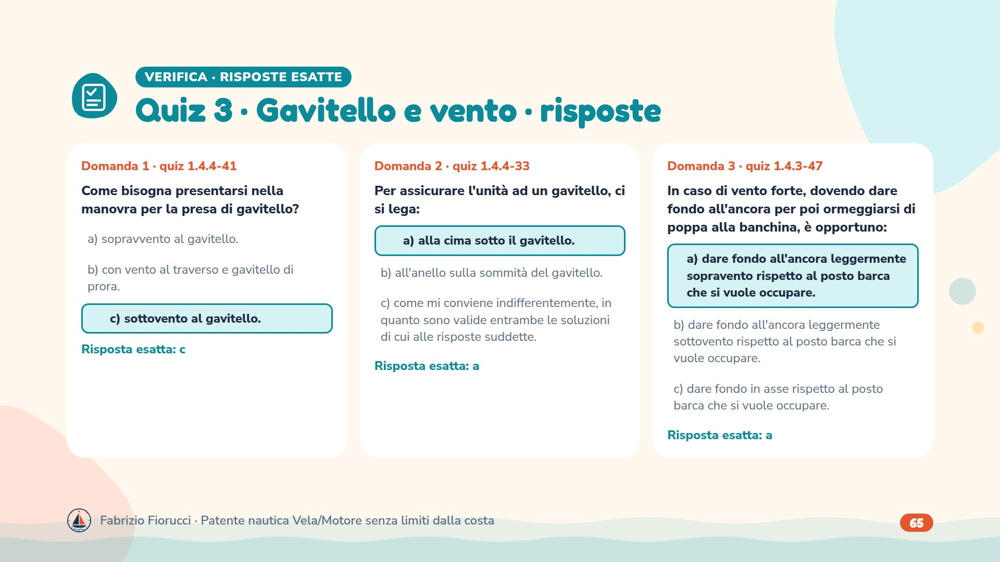 VERIFICA · RISPOSTE ESATTE
Quiz 3 · Gavitello e vento · risposte
Domanda 1 · quiz 1.4.4-41
Come bisogna presentarsi nella
manovra per la presa di gavitello?
a) sopravvento al gavitello.
b) con vento al traverso e gavitello di
prora.
c) sottovento al gavitello.
Risposta esatta: c
Domanda 2 · quiz 1.4.4-33
Per assicurare l'unità ad un gavitello, ci
si lega:
a) alla cima sotto il gavitello.
b) all'anello sulla sommità del gavitello.
c) come mi conviene indifferentemente, in
quanto sono valide entrambe le soluzioni
di cui alle risposte suddette.
Risposta esatta: a
Domanda 3 · quiz 1.4.3-47
In caso di vento forte, dovendo dare
fondo all'ancora per poi ormeggiarsi di
poppa alla banchina, è opportuno:
a) dare fondo all'ancora leggermente
sopravento rispetto al posto barca
che si vuole occupare.
b) dare fondo all'ancora leggermente
sottovento rispetto al posto barca che si
vuole occupare.
c) dare fondo in asse rispetto al posto
barca che si vuole occupare.
Risposta esatta: a
Fabrizio Fiorucci · Patente nautica Vela/Motore senza limiti dalla costa
65